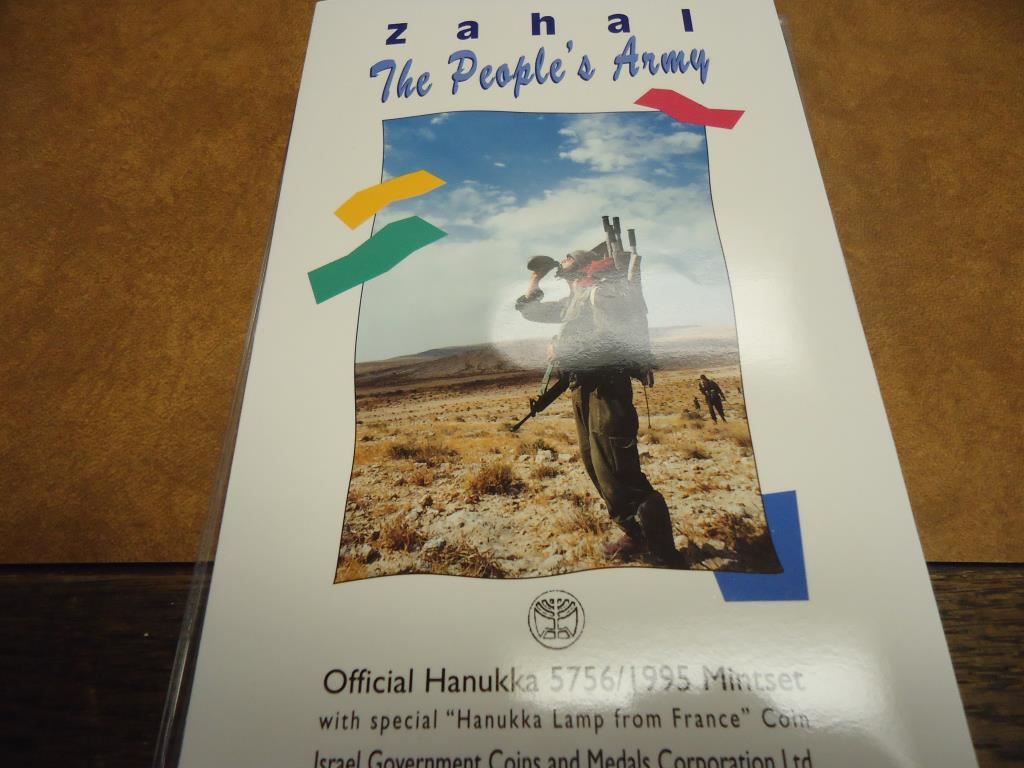 zahal
The People's Army
Official Hanukka 5756/1995 Mintset
with special "Hanukka Lamp from France" Coin
Israel Government Coins and Medals Corporation Ltd